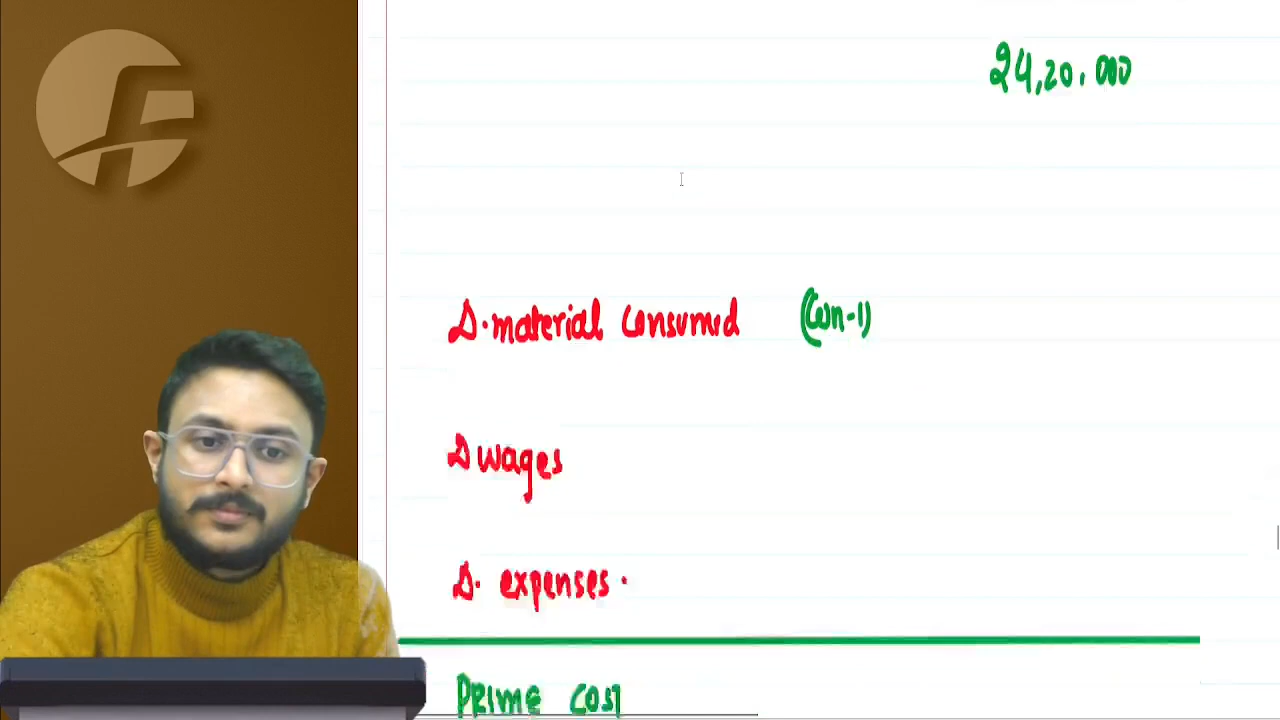 24,20.000
D. material consumed (Wn-1)
D wages
D. expenses.
PRIME COST